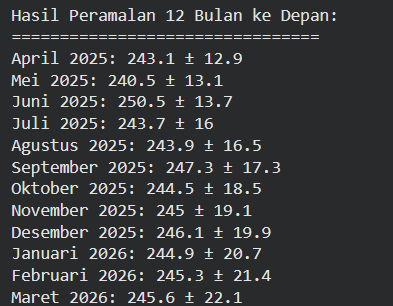 Hasil Peramalan 12 Bulan ke Depan:
================================
April 2025: 243.1 ± 12.9
Mei 2025: 240.5 ± 13.1
Juni 2025: 250.5 ± 13.7
Juli 2025: 243.7 ± 16
Agustus 2025: 243.9 ± 16.5
September 2025: 247.3 ± 17.3
Oktober 2025: 244.5 ± 18.5
November 2025: 245 ± 19.1
Desember 2025: 246.1 ± 19.9
Januari 2026: 244.9 ± 20.7
Februari 2026: 245.3 ± 21.4
Maret 2026: 245.6 ± 22.1